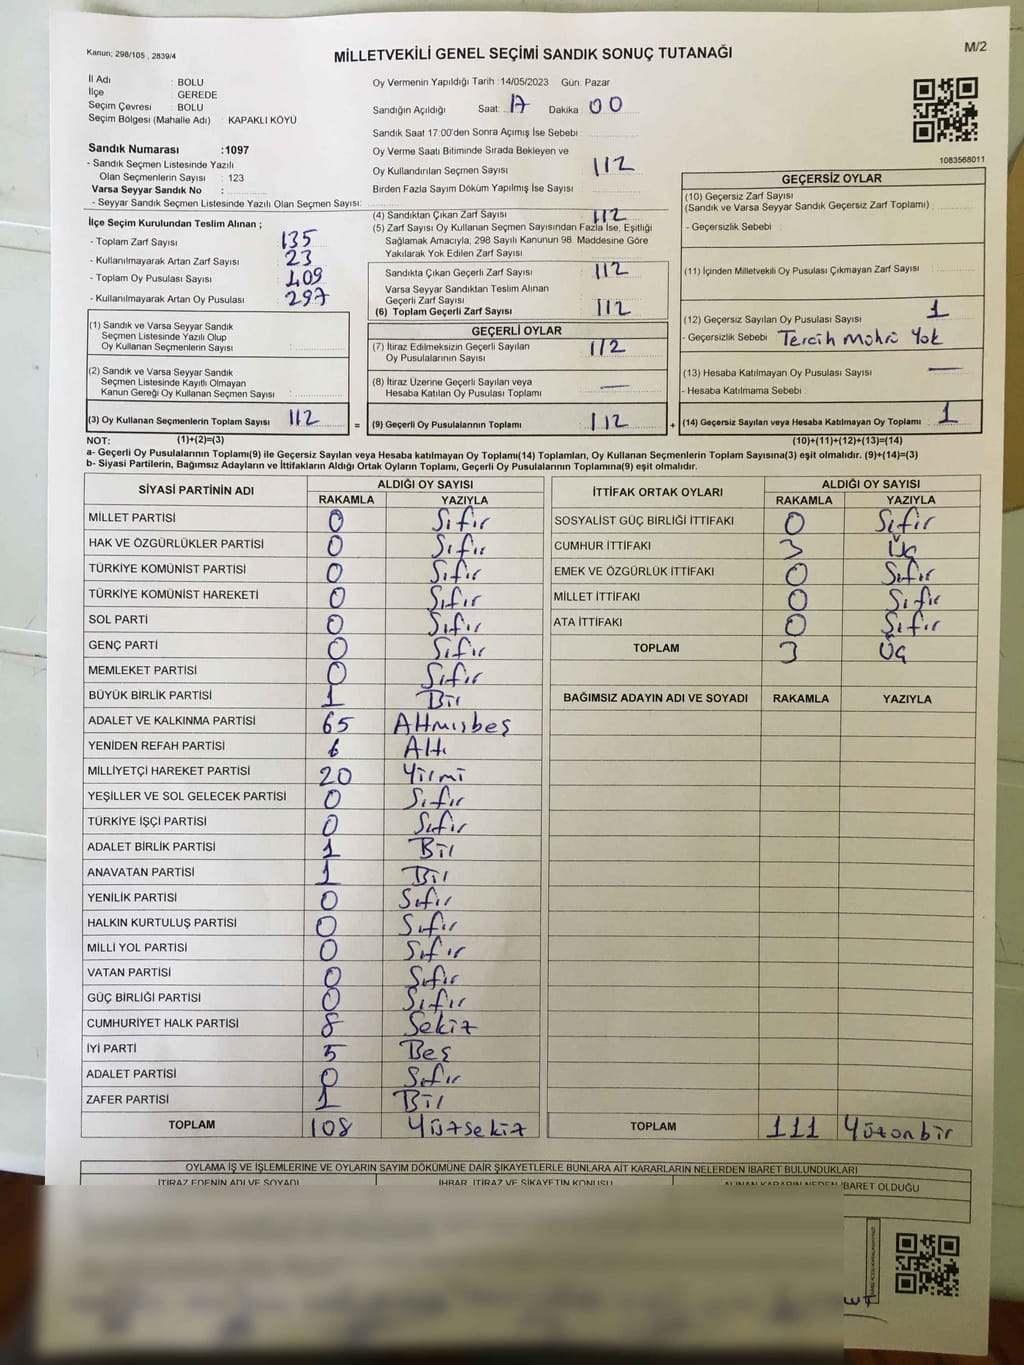 Kanun; 298/105 , 2839/4
MİLLETVEKİLİ GENEL SEÇİMİ SANDIK SONUÇ TUTANAĞI
M/2
İl Adı : BOLU
İlçe : GEREDE
Seçim Çevresi : BOLU
Seçim Bölgesi (Mahalle Adı) : KAPAKLI KÖYÜ
Sandık Numarası :1097
- Sandık Seçmen Listesinde Yazılı
Olan Seçmenlerin Sayısı : 123
Varsa Seyyar Sandık No :
- Seyyar Sandık Seçmen Listesinde Yazılı Olan Seçmen Sayısı:
Oy Vermenin Yapıldığı Tarih :14/05/2023 Gün: Pazar
Sandığın Açıldığı Saat: 17 Dakika 00
Sandık Saat 17:00'den Sonra Açımış İse Sebebi
Oy Verme Saati Bitiminde Sırada Bekleyen ve
Oy Kullandırılan Seçmen Sayısı 112
Birden Fazla Sayım Döküm Yapılmış İse Sayısı
1083568011
İlçe Seçim Kurulundan Teslim Alınan ;
- Toplam Zarf Sayısı : 135
- Kullanılmayarak Artan Zarf Sayısı : 23
- Toplam Oy Pusulası Sayısı : 409
- Kullanılmayarak Artan Oy Pusulası : 297
(1) Sandık ve Varsa Seyyar Sandık
Seçmen Listesinde Yazılı Olup
Oy Kullanan Seçmenlerin Sayısı :
(2) Sandık ve Varsa Seyyar Sandık
Seçmen Listesinde Kayıtlı Olmayan
Kanun Gereği Oy Kullanan Seçmen Sayısı :
(3) Oy Kullanan Seçmenlerin Toplam Sayısı 112
(4) Sandıktan Çıkan Zarf Sayısı 112
(5) Zarf Sayısı Oy Kullanan Seçmen Sayısından Fazla İse, Eşitliği
Sağlamak Amacıyla; 298 Sayılı Kanunun 98. Maddesine Göre
Yakılarak Yok Edilen Zarf Sayısı
Sandıkta Çıkan Geçerli Zarf Sayısı 112
Varsa Seyyar Sandıktan Teslim Alınan
Geçerli Zarf Sayısı
(6) Toplam Geçerli Zarf Sayısı 112
GEÇERLİ OYLAR
(7) İtiraz Edilmeksizin Geçerli Sayılan
Oy Pusulalarının Sayısı 112
(8) İtiraz Üzerine Geçerli Sayılan veya
Hesaba Katılan Oy Pusulası Toplamı —
= (9) Geçerli Oy Pusulalarının Toplamı 112 +
GEÇERSİZ OYLAR
(10) Geçersiz Zarf Sayısı
(Sandık ve Varsa Seyyar Sandık Geçersiz Zarf Toplamı) :
- Geçersizlik Sebebi :
(11) İçinden Milletvekili Oy Pusulası Çıkmayan Zarf Sayısı
(12) Geçersiz Sayılan Oy Pusulası Sayısı 1
- Geçersizlik Sebebi : Tercih Mührü Yok
(13) Hesaba Katılmayan Oy Pusulası Sayısı —
- Hesaba Katılmama Sebebi :
(14) Geçersiz Sayılan veya Hesaba Katılmayan Oy Toplamı 1
NOT: (1)+(2)=(3) (10)+(11)+(12)+(13)=(14)
a- Geçerli Oy Pusulalarının Toplamı(9) ile Geçersiz Sayılan veya Hesaba katılmayan Oy Toplamı(14) Toplamları, Oy Kullanan Seçmenlerin Toplam Sayısına(3) eşit olmalıdır. (9)+(14)=(3)
b- Siyasi Partilerin, Bağımsız Adayların ve İttifakların Aldığı Ortak Oyların Toplamı, Geçerli Oy Pusulalarının Toplamına(9) eşit olmalıdır.
SİYASİ PARTİNİN ADI ALDIĞI OY SAYISI
RAKAMLA YAZIYLA
MİLLET PARTİSİ 0 Sıfır
HAK VE ÖZGÜRLÜKLER PARTİSİ 0 Sıfır
TÜRKİYE KOMÜNİST PARTİSİ 0 Sıfır
TÜRKİYE KOMÜNİST HAREKETİ 0 Sıfır
SOL PARTİ 0 Sıfır
GENÇ PARTİ 0 Sıfır
MEMLEKET PARTİSİ 0 Sıfır
BÜYÜK BİRLİK PARTİSİ 1 Bir
ADALET VE KALKINMA PARTİSİ 65 Altmışbeş
YENİDEN REFAH PARTİSİ 6 Altı
MİLLİYETÇİ HAREKET PARTİSİ 20 Yirmi
YEŞİLLER VE SOL GELECEK PARTİSİ 0 Sıfır
TÜRKİYE İŞÇİ PARTİSİ 0 Sıfır
ADALET BİRLİK PARTİSİ 1 Bir
ANAVATAN PARTİSİ 1 Bir
YENİLİK PARTİSİ 0 Sıfır
HALKIN KURTULUŞ PARTİSİ 0 Sıfır
MİLLİ YOL PARTİSİ 0 Sıfır
VATAN PARTİSİ 0 Sıfır
GÜÇ BİRLİĞİ PARTİSİ 0 Sıfır
CUMHURİYET HALK PARTİSİ 8 Sekiz
İYİ PARTİ 5 Beş
ADALET PARTİSİ 0 Sıfır
ZAFER PARTİSİ 1 Bir
TOPLAM 108 Yüzsekiz
İTTİFAK ORTAK OYLARI ALDIĞI OY SAYISI
RAKAMLA YAZIYLA
SOSYALİST GÜÇ BİRLİĞİ İTTİFAKI 0 Sıfır
CUMHUR İTTİFAKI 3 Üç
EMEK VE ÖZGÜRLÜK İTTİFAKI 0 Sıfır
MİLLET İTTİFAKI 0 Sıfır
ATA İTTİFAKI 0 Sıfır
TOPLAM 3 Üç
BAĞIMSIZ ADAYIN ADI VE SOYADI RAKAMLA YAZIYLA
TOPLAM 111 Yüzonbir
OYLAMA İŞ VE İŞLEMLERİNE VE OYLARIN SAYIM DÖKÜMÜNE DAİR ŞİKAYETLERLE BUNLARA AİT KARARLARIN NELERDEN İBARET BULUNDUKLARI
İTİRAZ EDENİN ADI VE SOYADI İHBAR, İTİRAZ VE ŞİKAYETİN KONUSU ALINAN KARARIN NEDEN İBARET OLDUĞU